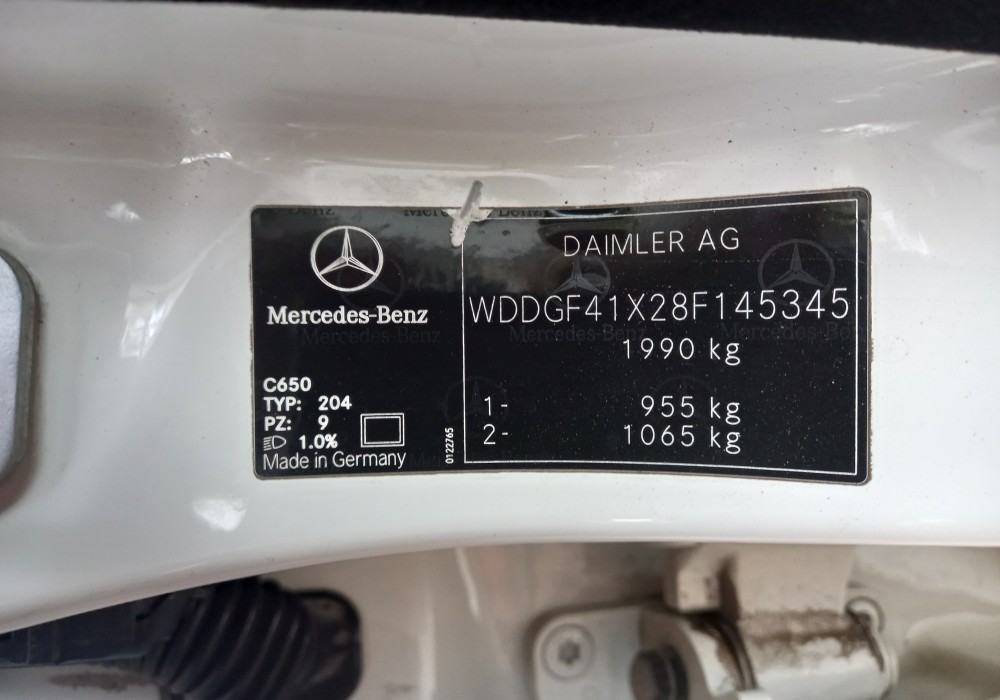 Mercedes-Benz
C650
TYP: 204
PZ: 9
1.0%
Made in Germany
0122765
DAIMLER AG
WDDGF41X28F145345
1990 kg
1- 955 kg
2- 1065 kg